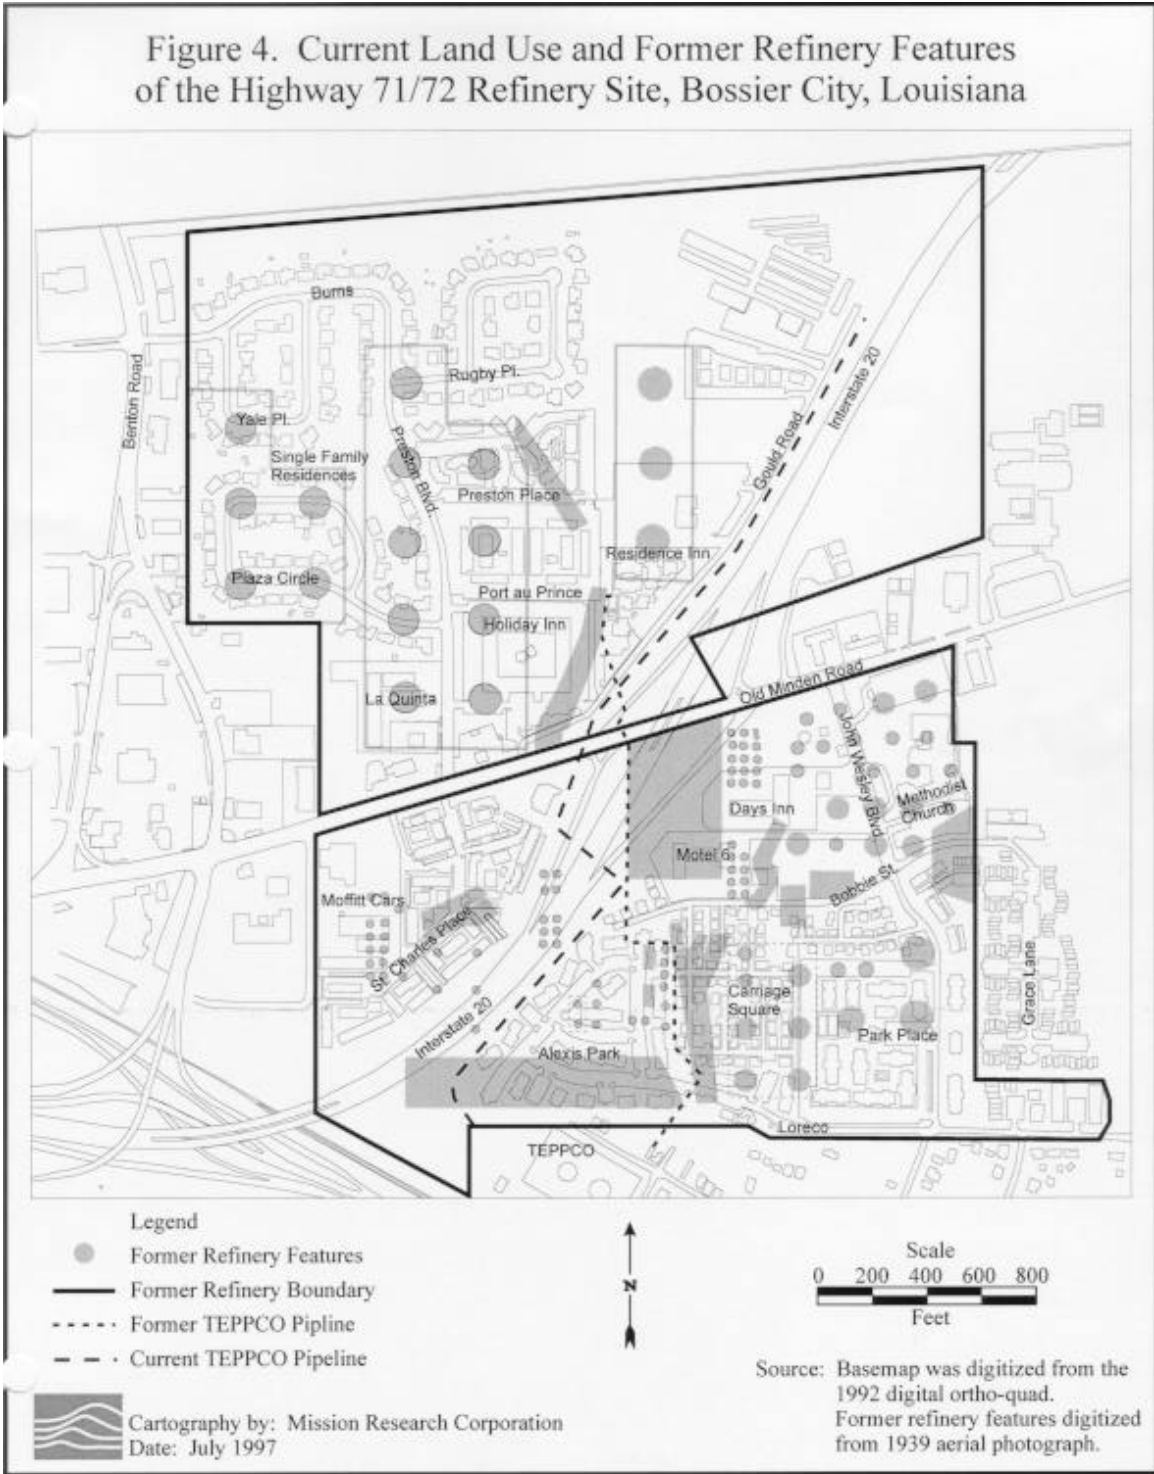 Figure 4. Current Land Use and Former Refinery Features
of the Highway 71/72 Refinery Site, Bossier City, Louisiana
Burns
Benton Road
Rugby Pl.
Interstate 20
Yale Pl.
Gould Road
Preston Blvd.
Single Family
Residences
Preston Place
Residence Inn
Plaza Circle
Port au Prince
Holiday Inn
La Quinta
Old Minden Road
John Wesley Blvd.
Methodist
Church
Days Inn
Motel 6
Bobbie St.
Moffitt Cars
St. Charles Place
Grace Lane
Carriage
Square
Interstate 20
Park Place
Alexis Park
Loreco
TEPPCO
Legend
Former Refinery Features
Former Refinery Boundary
Former TEPPCO Pipline
Current TEPPCO Pipeline
N
Scale
0 200 400 600 800
Feet
Source: Basemap was digitized from the
1992 digital ortho-quad.
Former refinery features digitized
from 1939 aerial photograph.
Cartography by: Mission Research Corporation
Date: July 1997